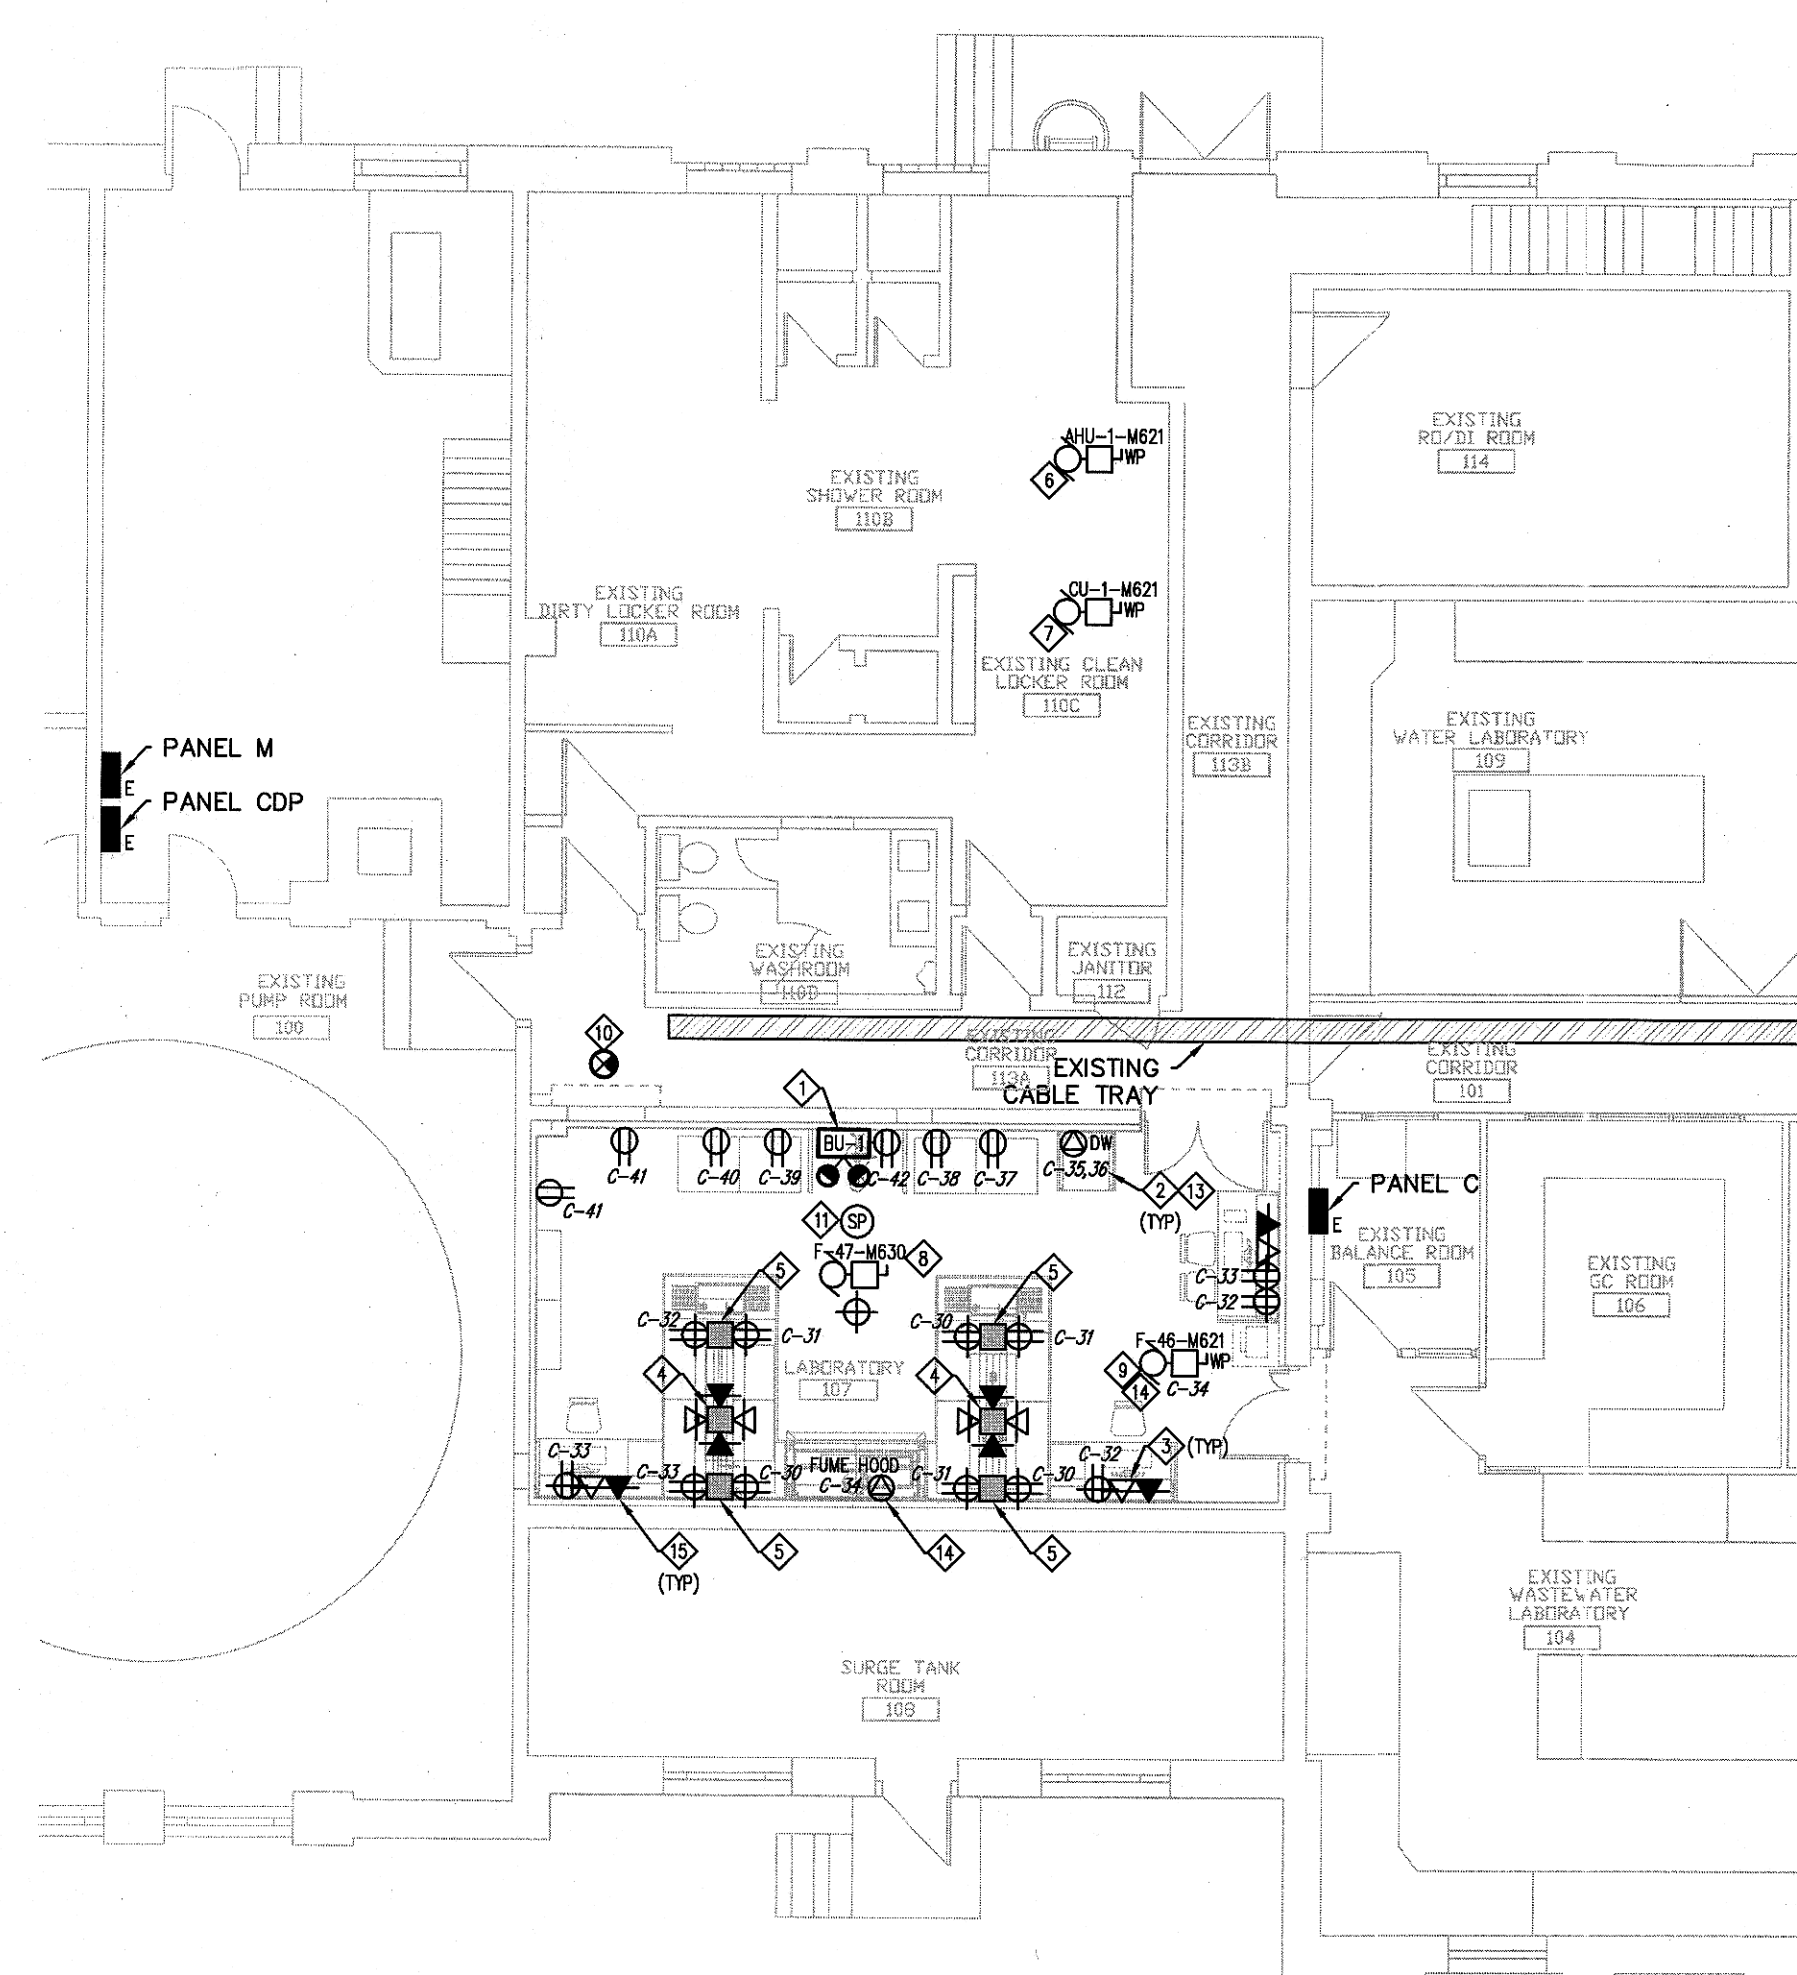 EXISTING
RO/DI ROOM
114
AHU-1-M621
WP
6
EXISTING
SHOWER ROOM
110B
CU-1-M621
WP
7
EXISTING
DIRTY LOCKER ROOM
110A
EXISTING CLEAN
LOCKER ROOM
110C
EXISTING
CORRIDOR
113B
EXISTING
WATER LABORATORY
109
PANEL M
E
PANEL CDP
E
EXISTING
WASHROOM
110D
EXISTING
JANITOR
112
EXISTING
PUMP ROOM
100
10
EXISTING
CORRIDOR
113A
EXISTING
CABLE TRAY
EXISTING
CORRIDOR
101
1
BU-1
DW
C-41
C-40
C-39
C-42
C-38
C-37
C-35,36
C-41
2
13
(TYP)
PANEL C
E
11
SP
F-47-M630
8
EXISTING
BALANCE ROOM
105
EXISTING
GC ROOM
106
5
5
C-33
C-32
C-32
C-31
C-30
C-31
F-46-M621
WP
C-34
9
14
4
LABORATORY
107
4
C-33
C-33
C-30
FUME HOOD
C-34
C-31
C-30
C-32
3
(TYP)
15
(TYP)
5
14
5
EXISTING
WASTEWATER
LABORATORY
104
SURGE TANK
ROOM
108